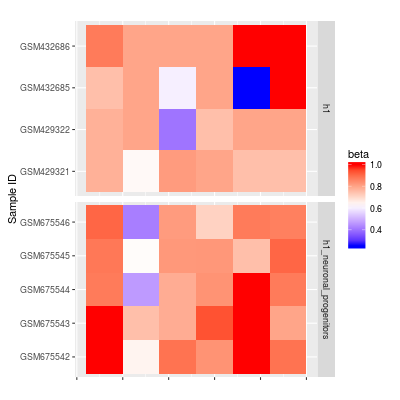 GSM432686
GSM432685
GSM429322
GSM429321
h1
GSM675546
GSM675545
GSM675544
GSM675543
GSM675542
h1_neuronal_progenitors
Sample ID
beta
1.0
0.8
0.6
0.4